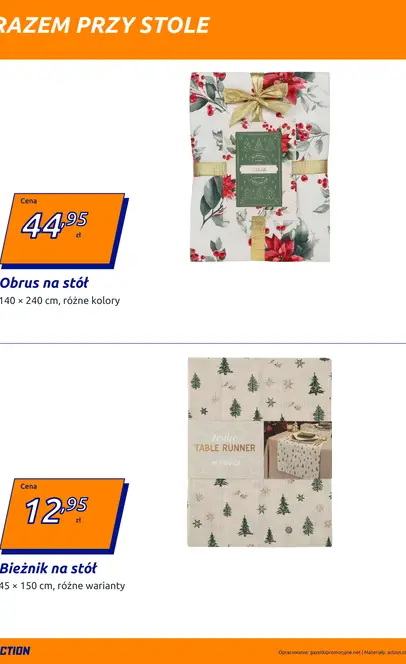 RAZEM PRZY STOLE
Cena
44,95
zł
Obrus na stół
140 × 240 cm, różne kolory
TABLE RUNNER
Cena
12,95
zł
Bieżnik na stół
45 × 150 cm, różne warianty
CTION
Opracowanie: gazetkipromocyjne.net | Materiały: action.